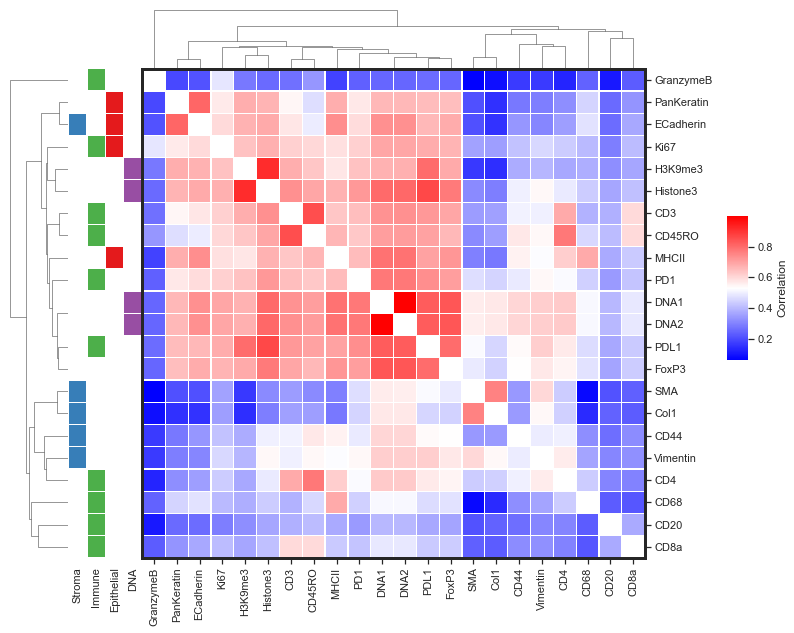 GranzymeB
PanKeratin
ECadherin
Ki67
H3K9me3
Histone3
CD3
CD45RO
MHCII
PD1
DNA1
DNA2
PDL1
FoxP3
SMA
Col1
CD44
Vimentin
CD4
CD68
CD20
CD8a
0.8
0.6
0.4
0.2
Correlation
Stroma
Immune
Epithelial
DNA
GranzymeB
PanKeratin
ECadherin
Ki67
H3K9me3
Histone3
CD3
CD45RO
MHCII
PD1
DNA1
DNA2
PDL1
FoxP3
SMA
Col1
CD44
Vimentin
CD4
CD68
CD20
CD8a